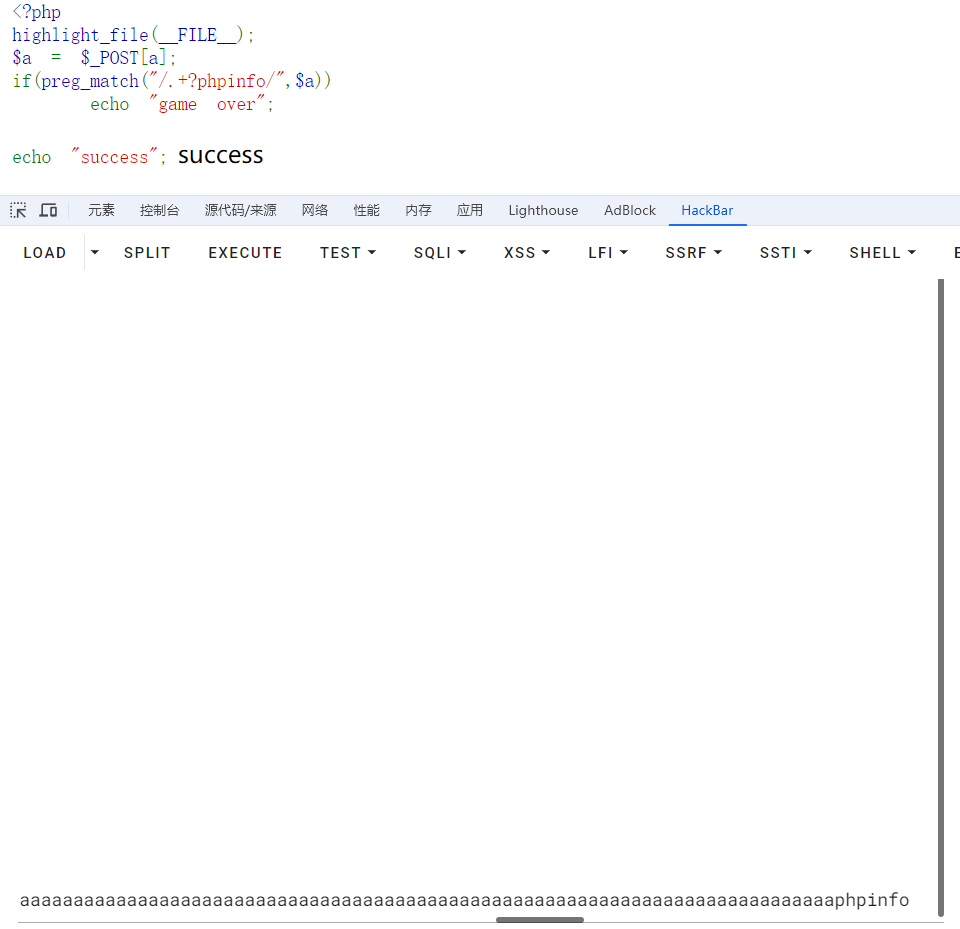 <?php
highlight_file(__FILE__);
$a = $_POST[a];
if(preg_match("/.+?phpinfo/",$a))
echo "game over";
echo "success"; success
元素 控制台 源代码/来源 网络 性能 内存 应用 Lighthouse AdBlock HackBar
LOAD SPLIT EXECUTE TEST SQLI XSS LFI SSRF SSTI SHELL E
aaaaaaaaaaaaaaaaaaaaaaaaaaaaaaaaaaaaaaaaaaaaaaaaaaaaaaaaaaaaaaaaaaaaaaaaaaaaphpinfo